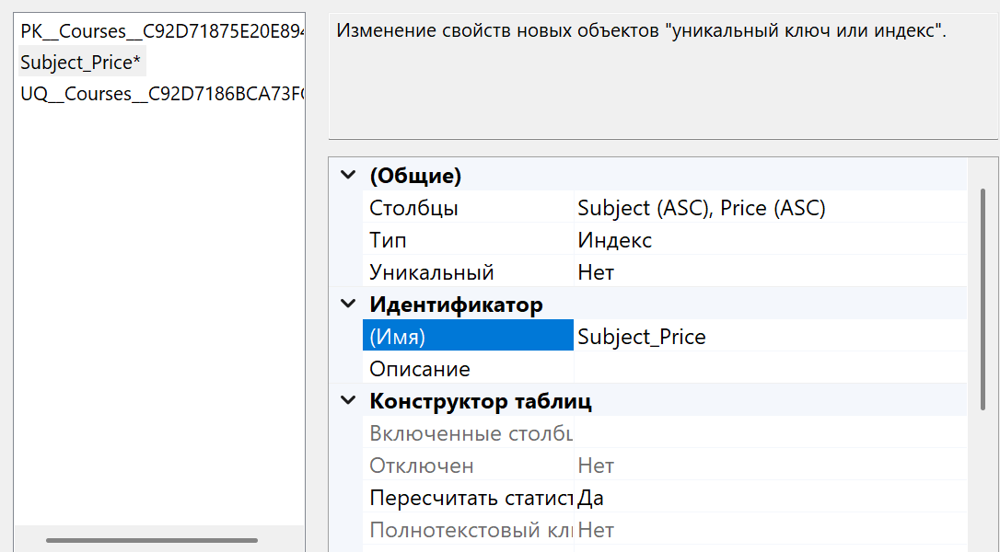 PK__Courses__C92D71875E20E894
Subject_Price*
UQ__Courses__C92D7186BCA73F
Изменение свойств новых объектов "уникальный ключ или индекс".
(Общие)
Столбцы Subject (ASC), Price (ASC)
Тип Индекс
Уникальный Нет
Идентификатор
(Имя) Subject_Price
Описание
Конструктор таблиц
Включенные столбц
Отключен Нет
Пересчитать статист Да
Полнотекстовый кл Нет